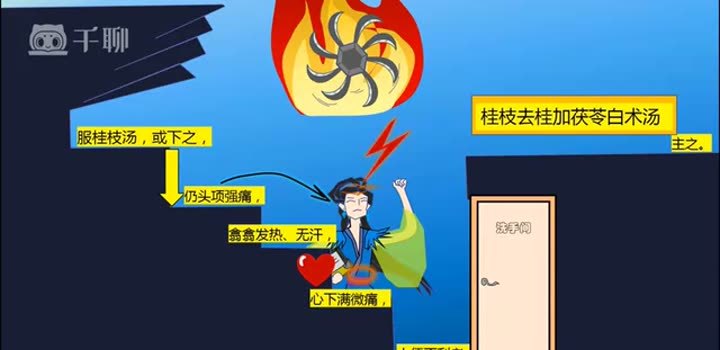 千聊
桂枝去桂加茯苓白术汤
服桂枝汤，或下之，
主之。
仍头项强痛，
翕翕发热、无汗，
洗手间
心下满微痛，